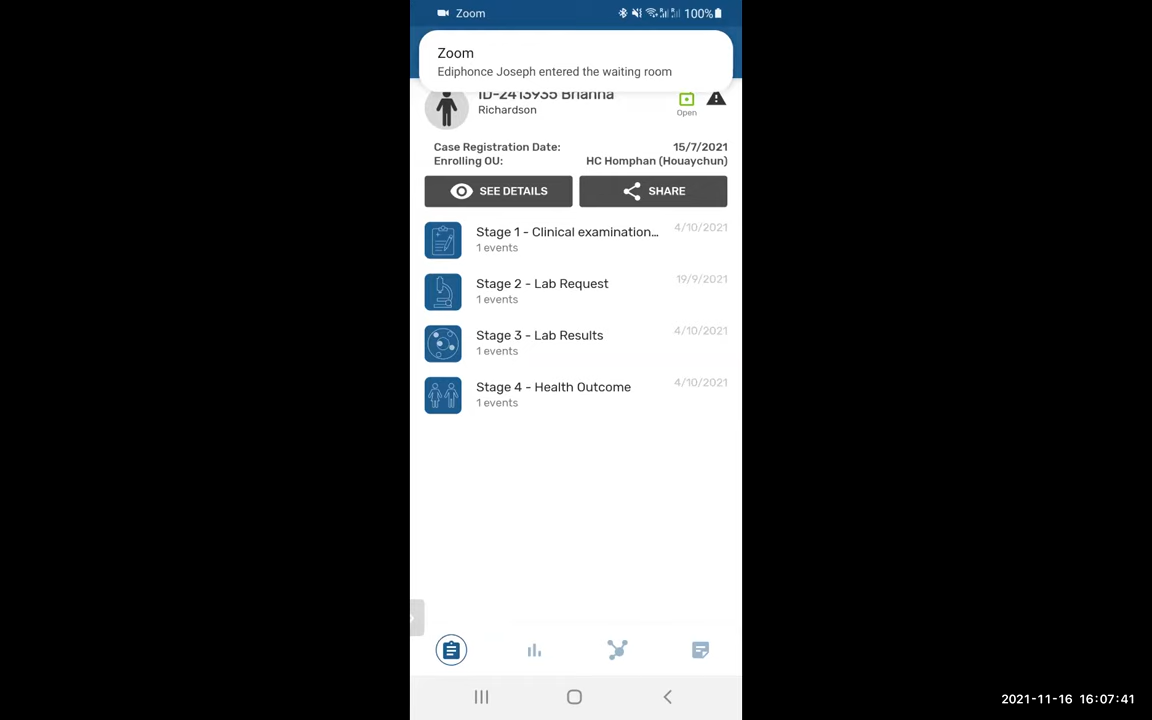 Zoom 100%
Zoom
Ediphonce Joseph entered the waiting room
ID-2413935 Brianna
Richardson
Open
Case Registration Date: 15/7/2021
Enrolling OU: HC Homphan (Houaychun)
SEE DETAILS SHARE
Stage 1 - Clinical examination... 4/10/2021
1 events
Stage 2 - Lab Request 19/9/2021
1 events
Stage 3 - Lab Results 4/10/2021
1 events
Stage 4 - Health Outcome 4/10/2021
1 events
2021-11-16 16:07:41